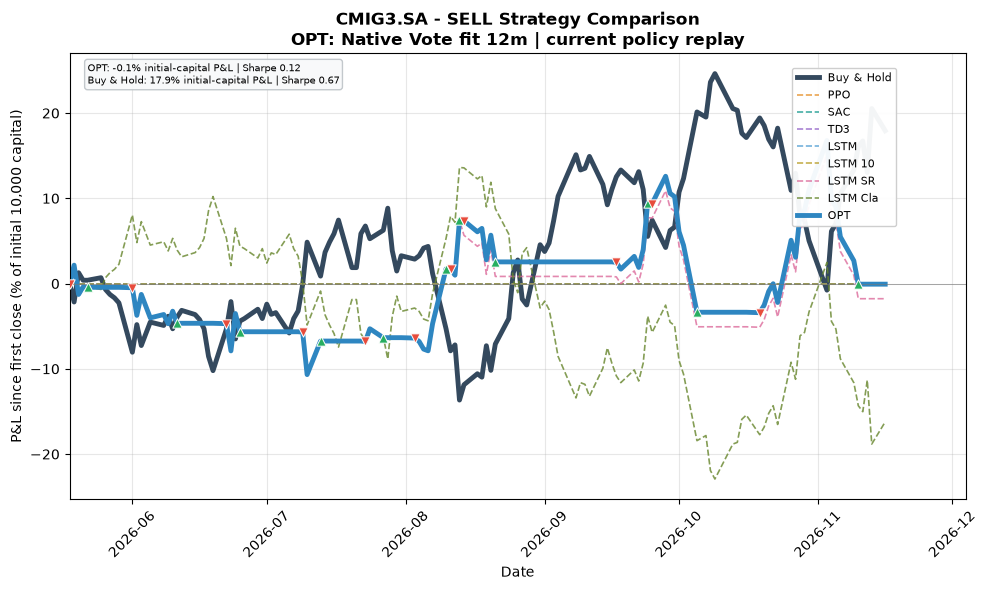 CMIG3.SA - SELL Strategy Comparison
OPT: Native Vote fit 12m | current policy replay
OPT: -0.1% initial-capital P&L | Sharpe 0.12
Buy & Hold: 17.9% initial-capital P&L | Sharpe 0.67
Buy & Hold
PPO
SAC
TD3
LSTM
LSTM 10
LSTM SR
LSTM Cla
OPT
P&L since first close (% of initial 10,000 capital)
20
10
0
−10
−20
2026-06
2026-07
2026-08
2026-09
2026-10
2026-11
2026-12
Date